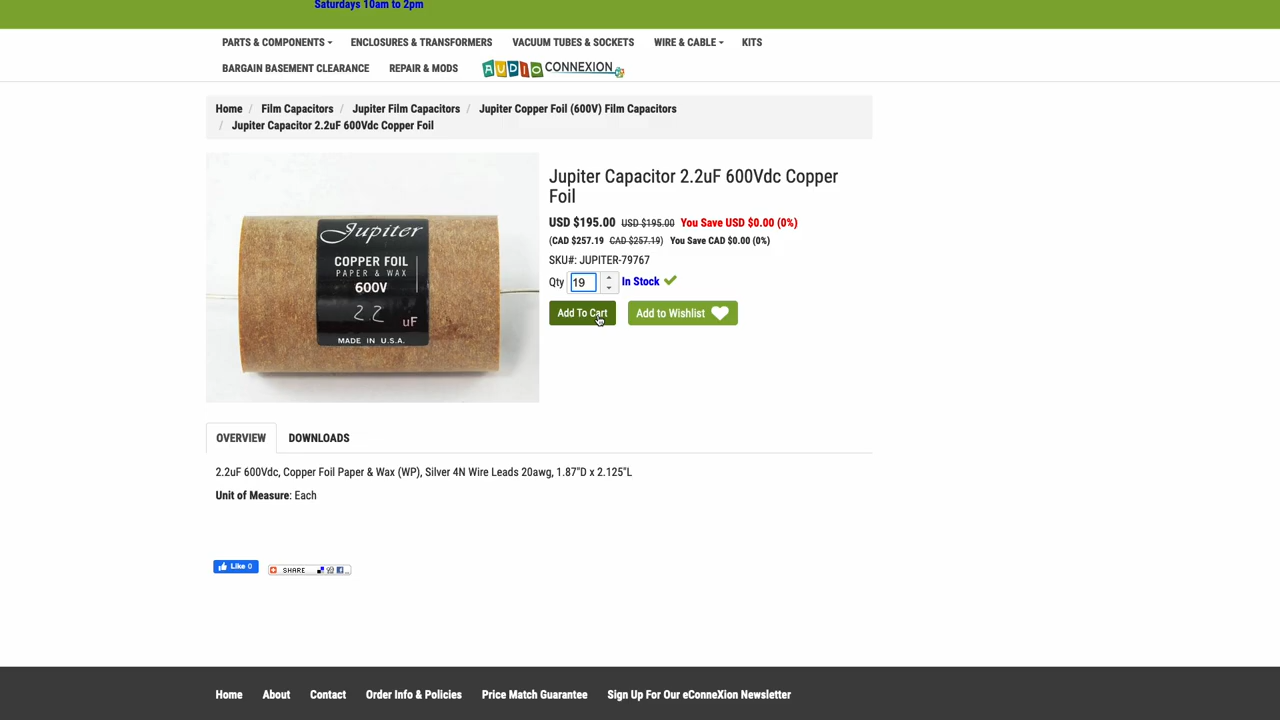 Saturdays 10am to 2pm
PARTS & COMPONENTS ENCLOSURES & TRANSFORMERS VACUUM TUBES & SOCKETS WIRE & CABLE KITS
BARGAIN BASEMENT CLEARANCE REPAIR & MODS AUDIO CONNEXION
Home / Film Capacitors / Jupiter Film Capacitors / Jupiter Copper Foil (600V) Film Capacitors
/ Jupiter Capacitor 2.2uF 600Vdc Copper Foil
Jupiter
COPPER FOIL
PAPER & WAX
600V
2.2 uF
MADE IN U.S.A.
Jupiter Capacitor 2.2uF 600Vdc Copper
Foil
USD $195.00 USD $195.00 You Save USD $0.00 (0%)
(CAD $257.19 CAD $257.19) You Save CAD $0.00 (0%)
SKU#: JUPITER-79767
Qty 19 In Stock
Add To Cart Add to Wishlist
OVERVIEW DOWNLOADS
2.2uF 600Vdc, Copper Foil Paper & Wax (WP), Silver 4N Wire Leads 20awg, 1.87"D x 2.125"L
Unit of Measure: Each
Like 0 SHARE
Home About Contact Order Info & Policies Price Match Guarantee Sign Up For Our eConneXion Newsletter